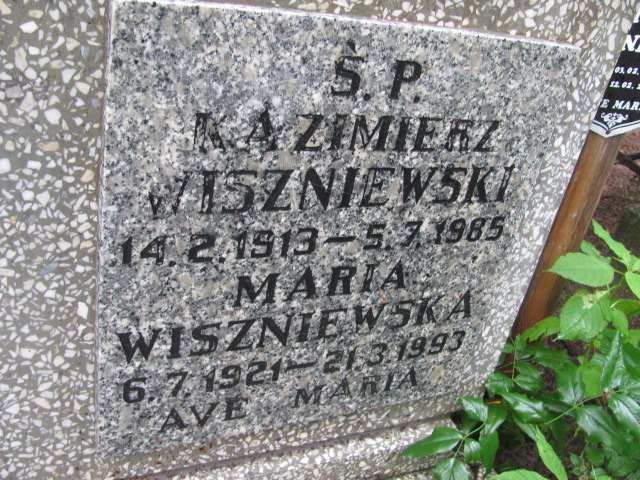 Ś. P.
KAZIMIERZ
WISZNIEWSKI
14.2.1913 – 5.7.1985
MARIA
WISZNIEWSKA
6.7.1921 – 21.3.1993
AVE MARIA